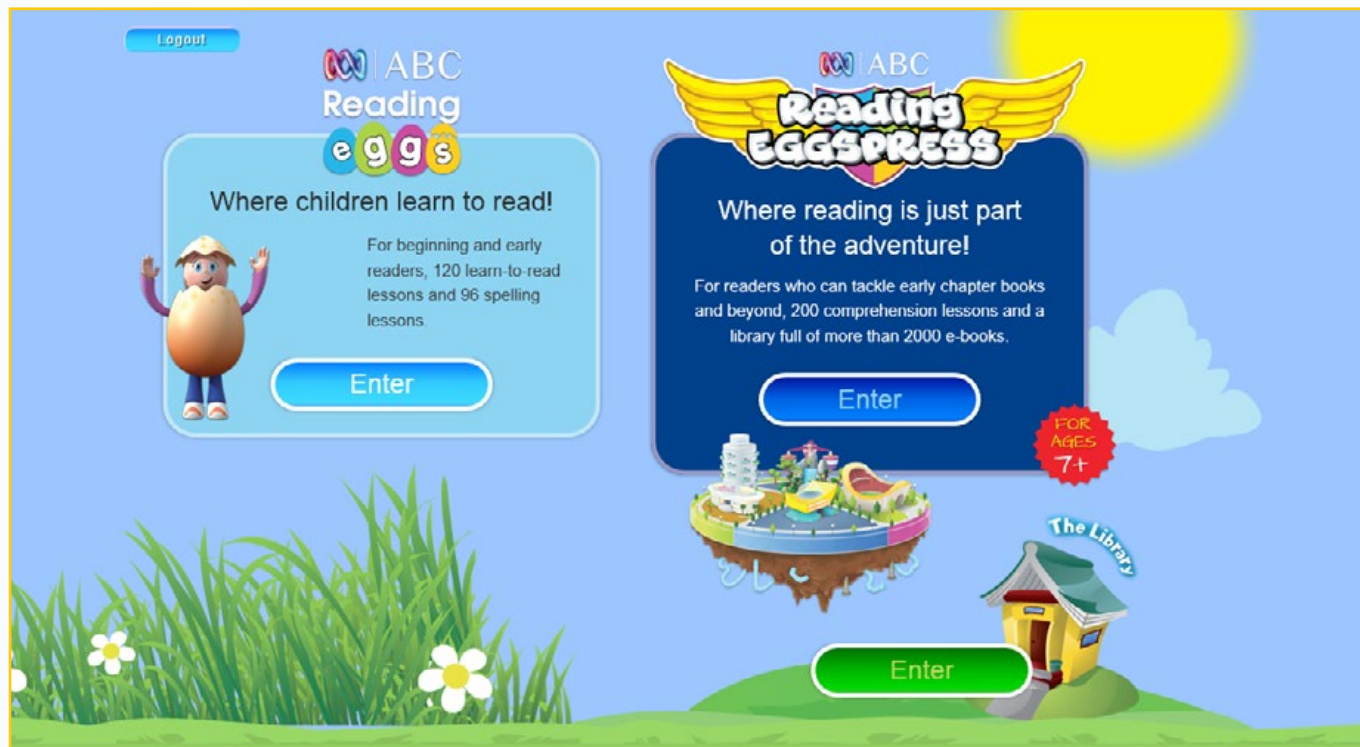 Logout
ABC
Reading
eggs
Where children learn to read!
For beginning and early
readers, 120 learn-to-read
lessons and 96 spelling
lessons.
Enter
ABC
Reading
EGGSPRESS
Where reading is just part
of the adventure!
For readers who can tackle early chapter books
and beyond, 200 comprehension lessons and a
library full of more than 2000 e-books.
Enter
FOR
AGES
7+
The Library
Enter